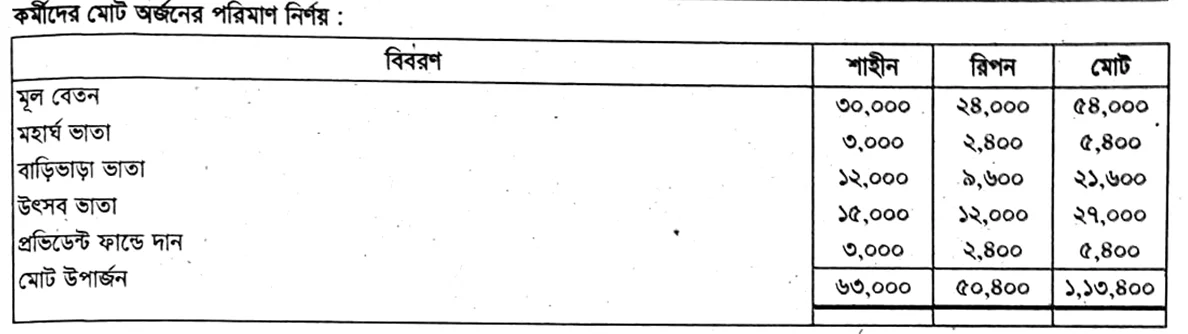 কর্মীদের মোট অর্জনের পরিমাণ নির্ণয় :
বিবরণ শাহীন রিপন মোট
মূল বেতন ৩০,০০০ ২৪,০০০ ৫৪,০০০
মহার্ঘ ভাতা ৩,০০০ ২,৪০০ ৫,৪০০
বাড়িভাড়া ভাতা ১২,০০০ ৯,৬০০ ২১,৬০০
উৎসব ভাতা ১৫,০০০ ১২,০০০ ২৭,০০০
প্রভিডেন্ট ফান্ডে দান ৩,০০০ ২,৪০০ ৫,৪০০
মোট উপার্জন ৬৩,০০০ ৫০,৪০০ ১,১৩,৪০০